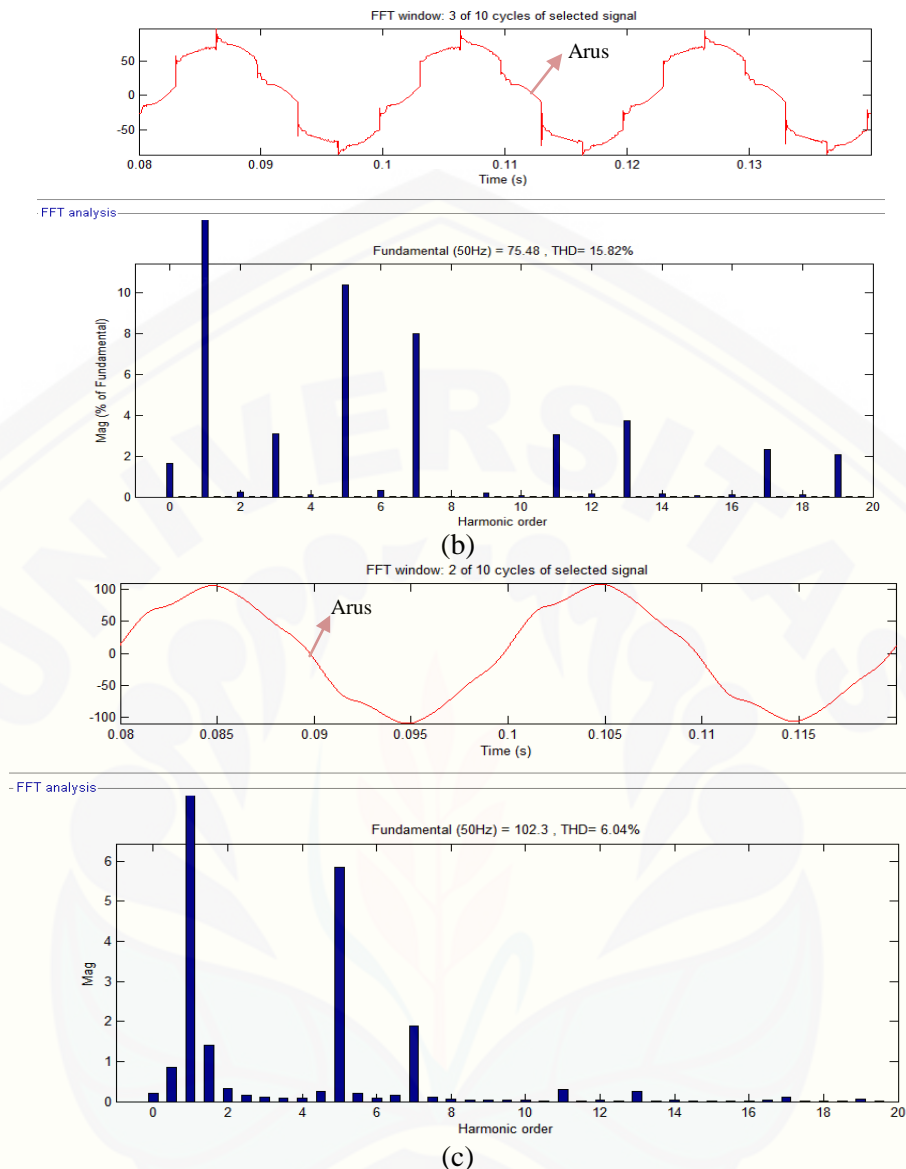 FFT window: 3 of 10 cycles of selected signal
50
0
-50
Arus
0.08 0.09 0.1 0.11 0.12 0.13
Time (s)
FFT analysis
Fundamental (50Hz) = 75.48 , THD= 15.82%
10
8
6
4
2
0
Mag (% of Fundamental)
0 2 4 6 8 10 12 14 16 18 20
Harmonic order
(b)
FFT window: 2 of 10 cycles of selected signal
100
50
0
-50
-100
Arus
0.08 0.085 0.09 0.095 0.1 0.105 0.11 0.115
Time (s)
FFT analysis
Fundamental (50Hz) = 102.3 , THD= 6.04%
6
5
4
3
2
1
0
Mag
0 2 4 6 8 10 12 14 16 18 20
Harmonic order
(c)
UNIVERSITAS